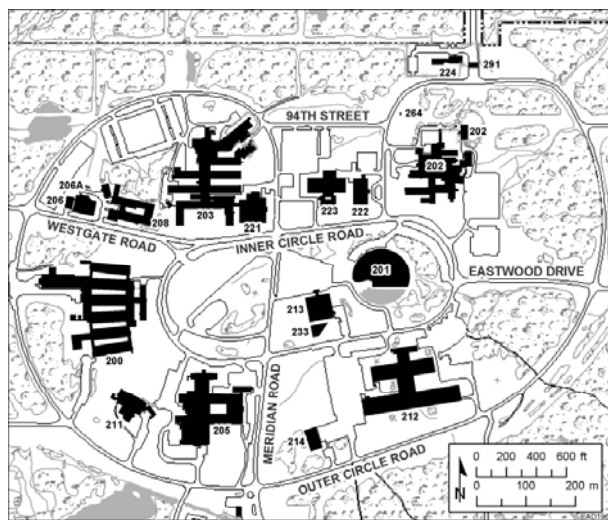 224
291
94TH STREET
264
202
202
206A
206
208
203
221
223
222
WESTGATE ROAD
INNER CIRCLE ROAD
201
EASTWOOD DRIVE
213
233
200
MERIDIAN ROAD
211
205
212
214
OUTER CIRCLE ROAD
0 200 400 600 ft
0 100 200 m
N